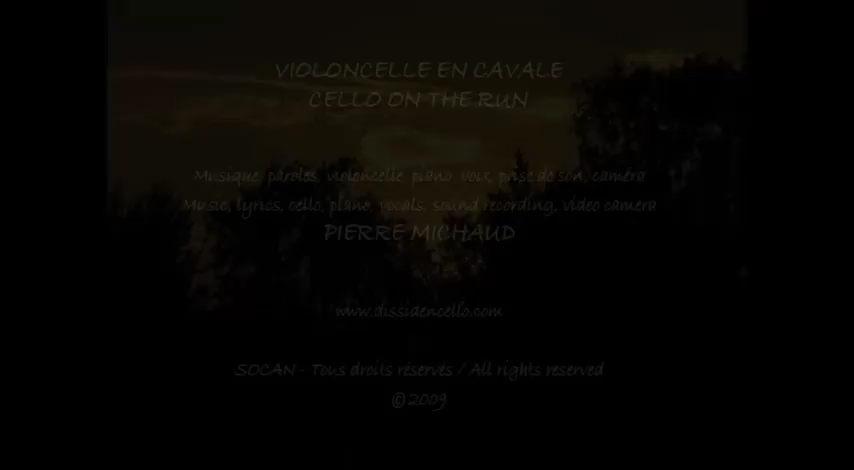 VIOLONCELLE EN CAVALE
CELLO ON THE RUN
Musique, paroles, violoncelle, piano, voix, prise de son, caméra
Music, lyrics, cello, piano, vocals, sound recording, video camera
PIERRE MICHAUD
www.dissidencello.com
SOCAN - Tous droits réservés / All rights reserved
© 2009